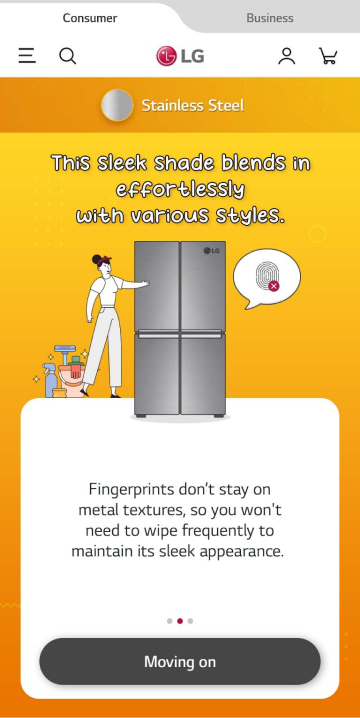 Consumer
Business
LG
Stainless Steel
This sleek shade blends in
effortlessly
with various styles.
LG
Fingerprints don't stay on
metal textures, so you won't
need to wipe frequently to
maintain its sleek appearance.
Moving on